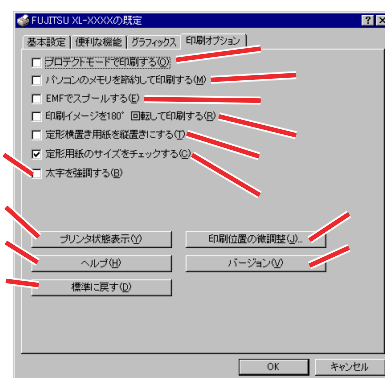 FUJITSU XL-XXXXの既定
基本設定 便利な機能 グラフィックス 印刷オプション
プロテクトモードで印刷する(O)
パソコンのメモリを節約して印刷する(M)
EMFでスプールする(E)
印刷イメージを180°回転して印刷する(R)
定形横置き用紙を縦置きにする(T)
定形用紙のサイズをチェックする(C)
太字を強調する(B)
プリンタ状態表示(Y) 印刷位置の微調整(J)...
ヘルプ(H) バージョン(V)
標準に戻す(D)
OK キャンセル